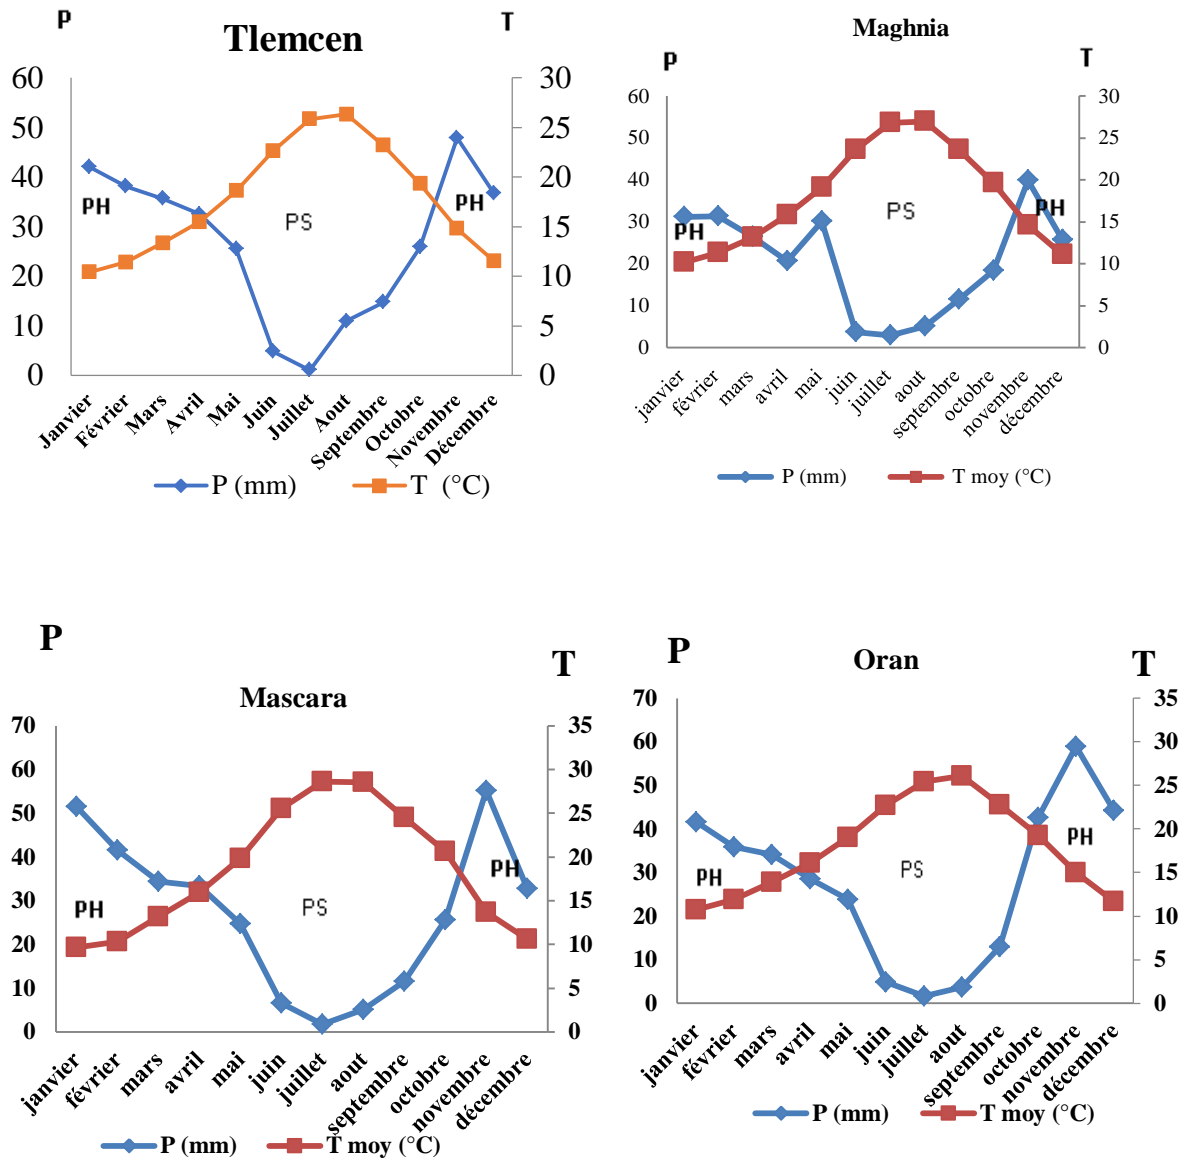 P
T
Tlemcen
60
50
40
30
20
10
0
30
25
20
15
10
5
0
PH
PS
PH
Janvier
Février
Mars
Avril
Mai
Juin
Juillet
Aout
Septembre
Octobre
Novembre
Décembre
P (mm)
T (°C)
Maghnia
P
T
60
50
40
30
20
10
0
30
25
20
15
10
5
0
PH
PS
PH
janvier
février
mars
avril
mai
juin
juillet
aout
septembre
octobre
novembre
décembre
P (mm)
T moy (°C)
P
T
Mascara
70
60
50
40
30
20
10
0
35
30
25
20
15
10
5
0
PH
PS
PH
janvier
février
mars
avril
mai
juin
juillet
aout
septembre
octobre
novembre
décembre
P (mm)
T moy (°C)
P
T
Oran
70
60
50
40
30
20
10
0
35
30
25
20
15
10
5
0
PH
PS
PH
janvier
février
mars
avril
mai
juin
juillet
aout
septembre
octobre
novembre
décembre
P (mm)
T moy (°C)